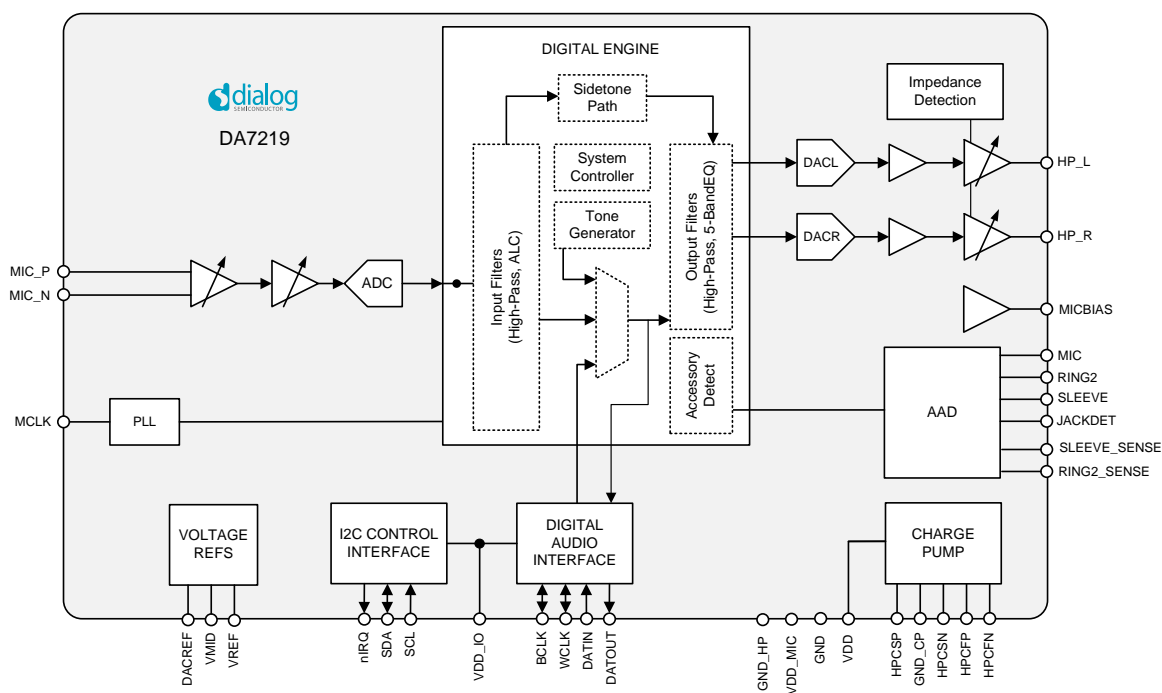 DIGITAL ENGINE
dialog
SEMICONDUCTOR
DA7219
Sidetone
Path
System
Controller
Tone
Generator
Input Filters
(High-Pass, ALC)
Output Filters
(High-Pass, 5-BandEQ)
Accessory
Detect
Impedance
Detection
DACL
DACR
ADC
PLL
AAD
MIC_P
MIC_N
MCLK
HP_L
HP_R
MICBIAS
MIC
RING2
SLEEVE
JACKDET
SLEEVE_SENSE
RING2_SENSE
VOLTAGE
REFS
I2C CONTROL
INTERFACE
DIGITAL
AUDIO
INTERFACE
CHARGE
PUMP
DACREF
VMID
VREF
nIRQ
SDA
SCL
VDD_IO
BCLK
WCLK
DATIN
DATOUT
GND_HP
VDD_MIC
GND
VDD
HPCSP
GND_CP
HPCSN
HPCFP
HPCFN